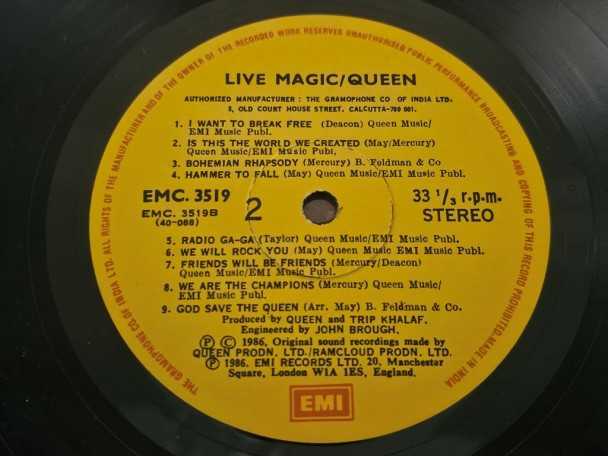 THE GRAMOPHONE CO. OF INDIA LTD. ALL RIGHTS OF THE MANUFACTURER AND OF THE OWNER OF THE RECORDED WORK RESERVED UNAUTHORISED PUBLIC PERFORMANCE BROADCASTING AND COPYING OF THIS RECORD PROHIBITED MADE IN INDIA
LIVE MAGIC/QUEEN
AUTHORIZED MANUFACTURER : THE GRAMOPHONE CO OF INDIA LTD.
2, OLD COURT HOUSE STREET, CALCUTTA-700 001.
1. I WANT TO BREAK FREE (Deacon) Queen Music/
EMI Music Publ.
2. IS THIS THE WORLD WE CREATED (May/Mercury)
Queen Music/EMI Music Publ.
3. BOHEMIAN RHAPSODY (Mercury) B. Feldman & Co
4. HAMMER TO FALL (May) Queen Music/EMI Music Publ.
EMC. 3519
EMC. 3519B
(40-088)
2
33 1/3 r.p.m.
STEREO
5. RADIO GA-GA (Taylor) Queen Music/EMI Music Publ.
6. WE WILL ROCK YOU (May) Queen Music/EMI Music Publ.
7. FRIENDS WILL BE FRIENDS (Mercury/Deacon)
Queen Music/EMI Music Publ.
8. WE ARE THE CHAMPIONS (Mercury) Queen Music/
EMI Music Publ.
9. GOD SAVE THE QUEEN (Arr. May) B. Feldman & Co.
Produced by QUEEN and TRIP KHALAF.
Engineered by JOHN BROUGH.
Ⓟ © 1986, Original sound recordings made by
QUEEN PRODN. LTD./RAMCLOUD PRODN. LTD.
Ⓟ 1986. EMI RECORDS LTD. 20, Manchester
Square, London W1A 1ES, England.
EMI